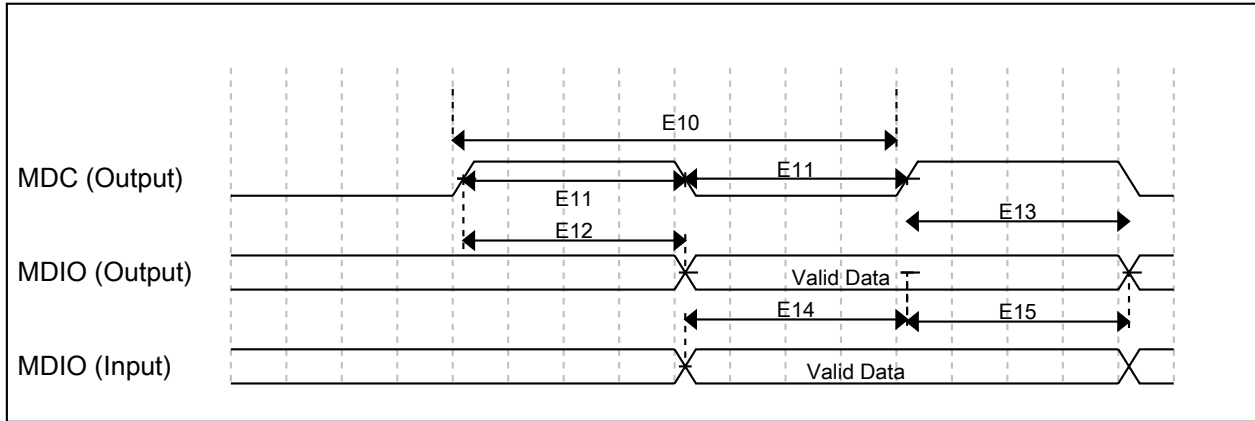 E10
MDC (Output)
E11
E11
E13
E12
MDIO (Output)
Valid Data
E14
E15
MDIO (Input)
Valid Data